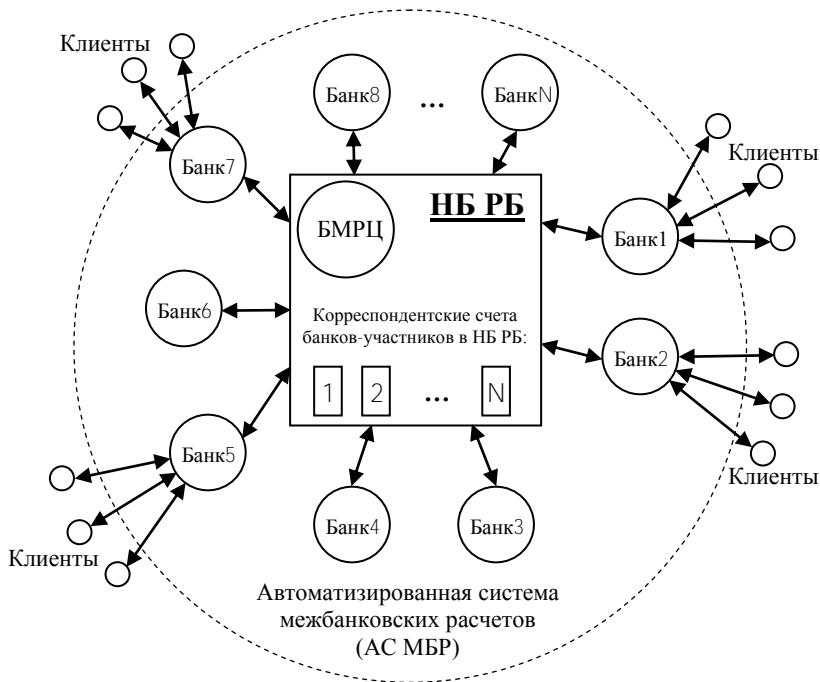 Клиенты
Банк8
...
БанкN
Клиенты
Банк7
НБ РБ
БМРЦ
Банк1
Банк6
Корреспондентские счета
банков-участников в НБ РБ:
Банк2
1
2
...
N
Банк5
Клиенты
Банк4
Банк3
Клиенты
Автоматизированная система
межбанковских расчетов
(АС МБР)